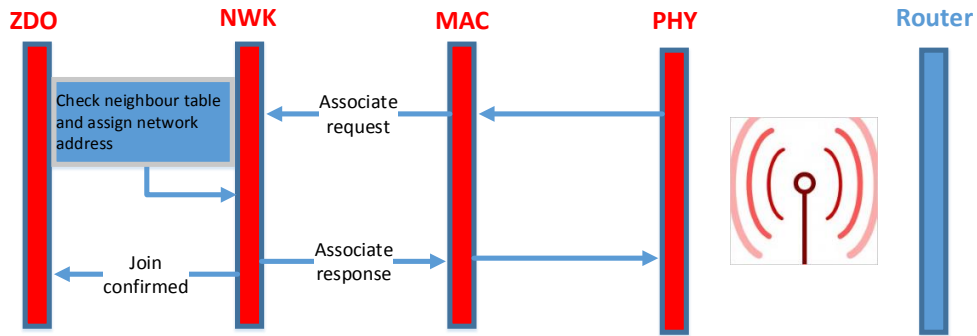 ZDO
NWK
MAC
PHY
Router
Check neighbour table
and assign network
address
Associate
request
Associate
response
Join
confirmed